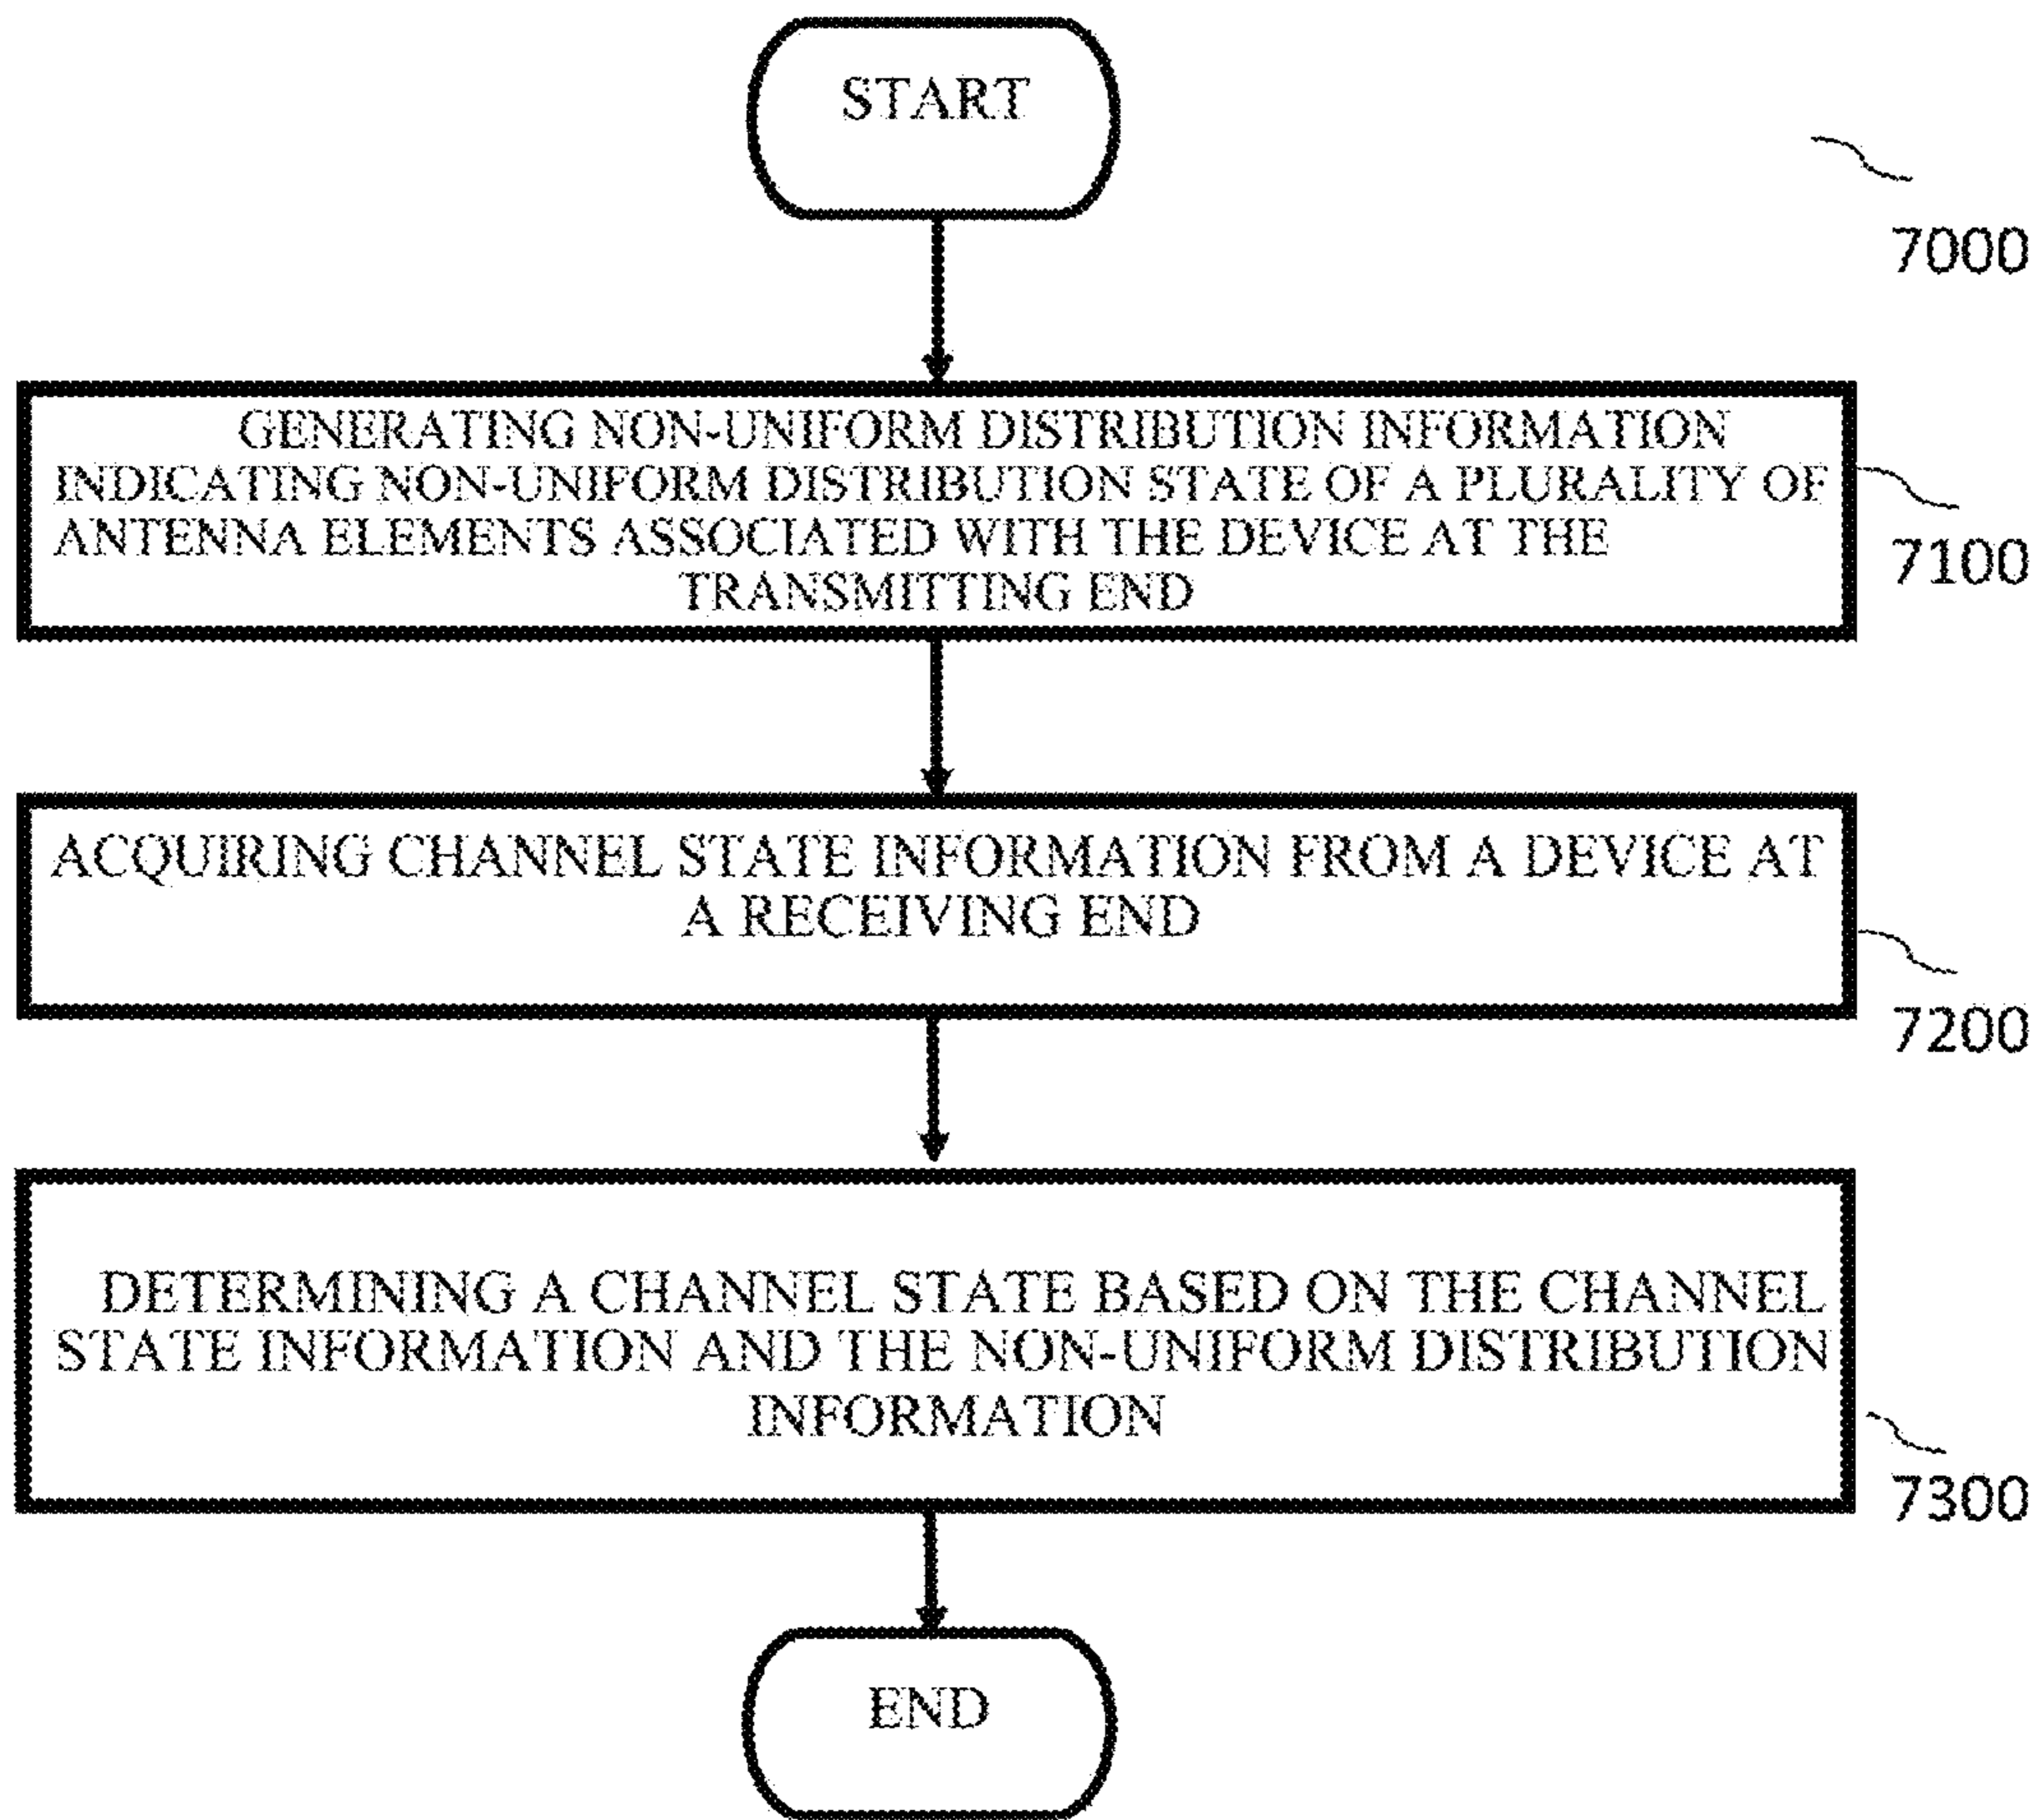 START
7000
GENERATING NON-UNIFORM DISTRIBUTION INFORMATION
INDICATING NON-UNIFORM DISTRIBUTION STATE OF A PLURALITY OF
ANTENNA ELEMENTS ASSOCIATED WITH THE DEVICE AT THE
TRANSMITTING END
7100
ACQUIRING CHANNEL STATE INFORMATION FROM A DEVICE AT
A RECEIVING END
7200
DETERMINING A CHANNEL STATE BASED ON THE CHANNEL
STATE INFORMATION AND THE NON-UNIFORM DISTRIBUTION
INFORMATION
7300
END